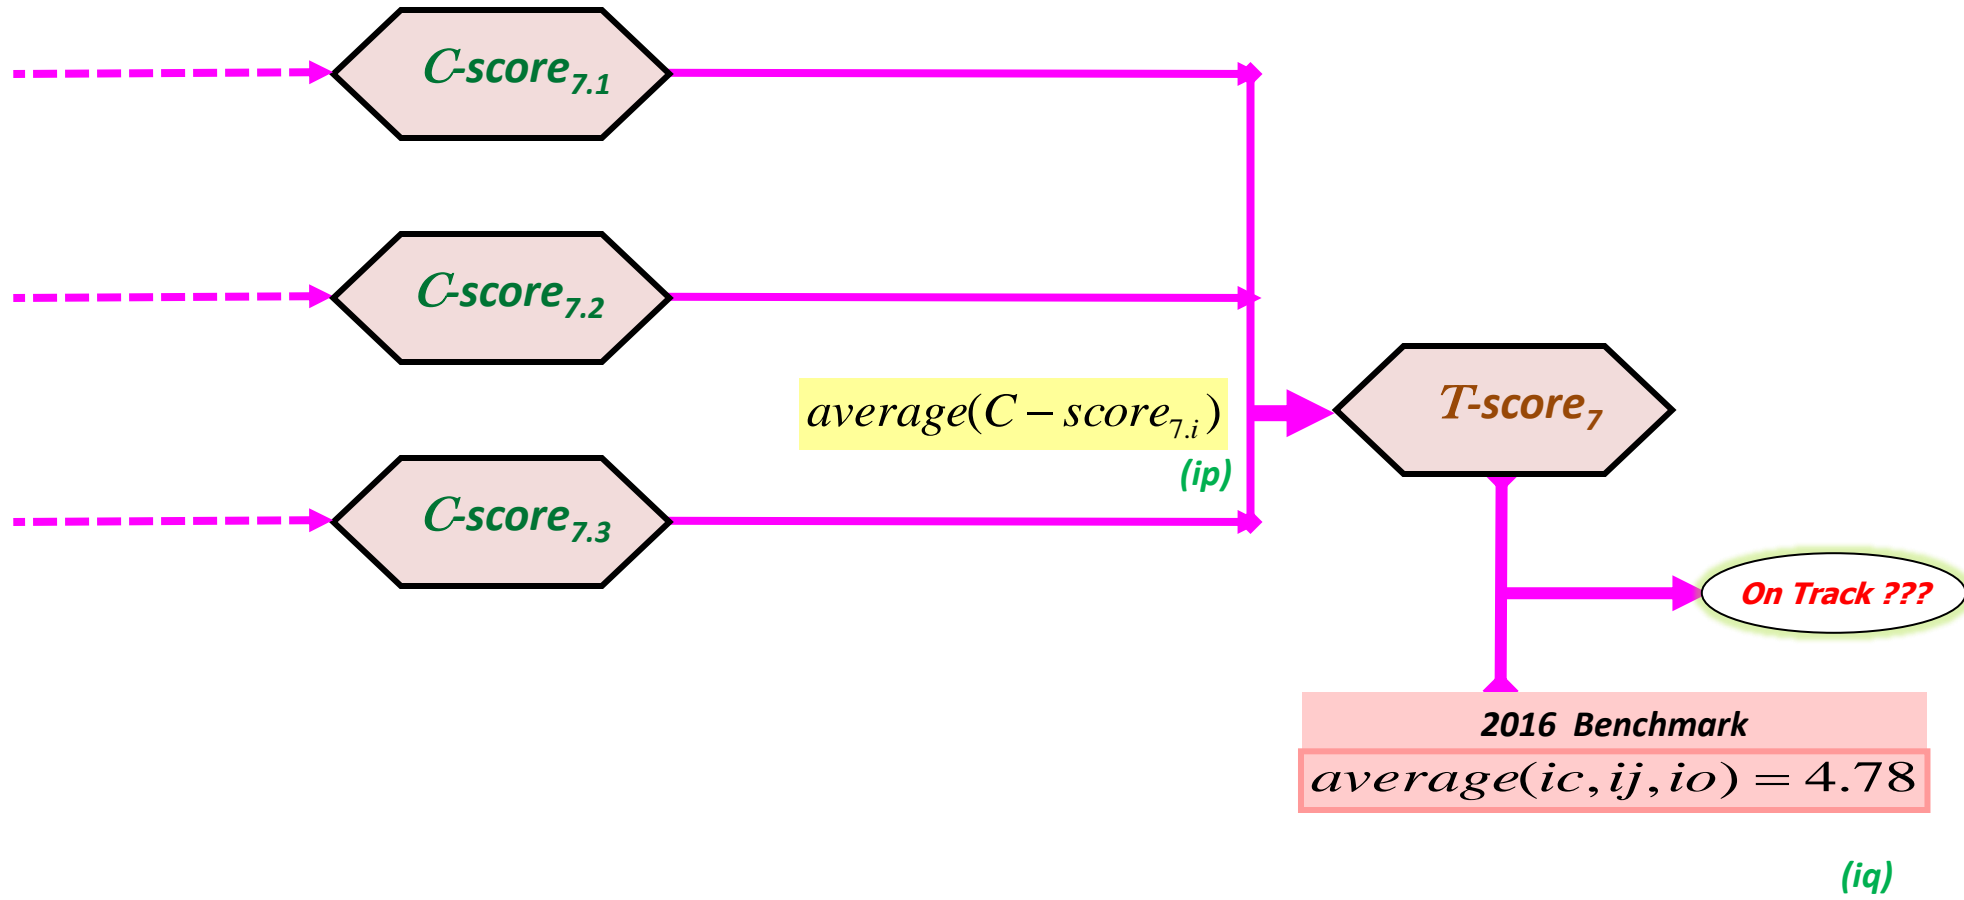 C-score7.1
C-score7.2
average(C – score7.i)
(ip)
T-score7
C-score7.3
On Track ???
2016 Benchmark
average(ic, ij, io) = 4.78
(iq)